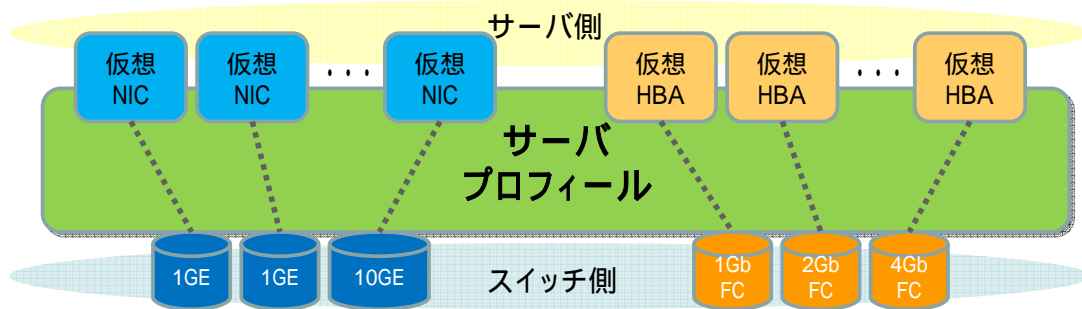 サーバ側
仮想
NIC
仮想
NIC
・・・
仮想
NIC
仮想
HBA
仮想
HBA
・・・
仮想
HBA
サーバ
プロフィール
1GE
1GE
10GE
スイッチ側
1Gb
FC
2Gb
FC
4Gb
FC